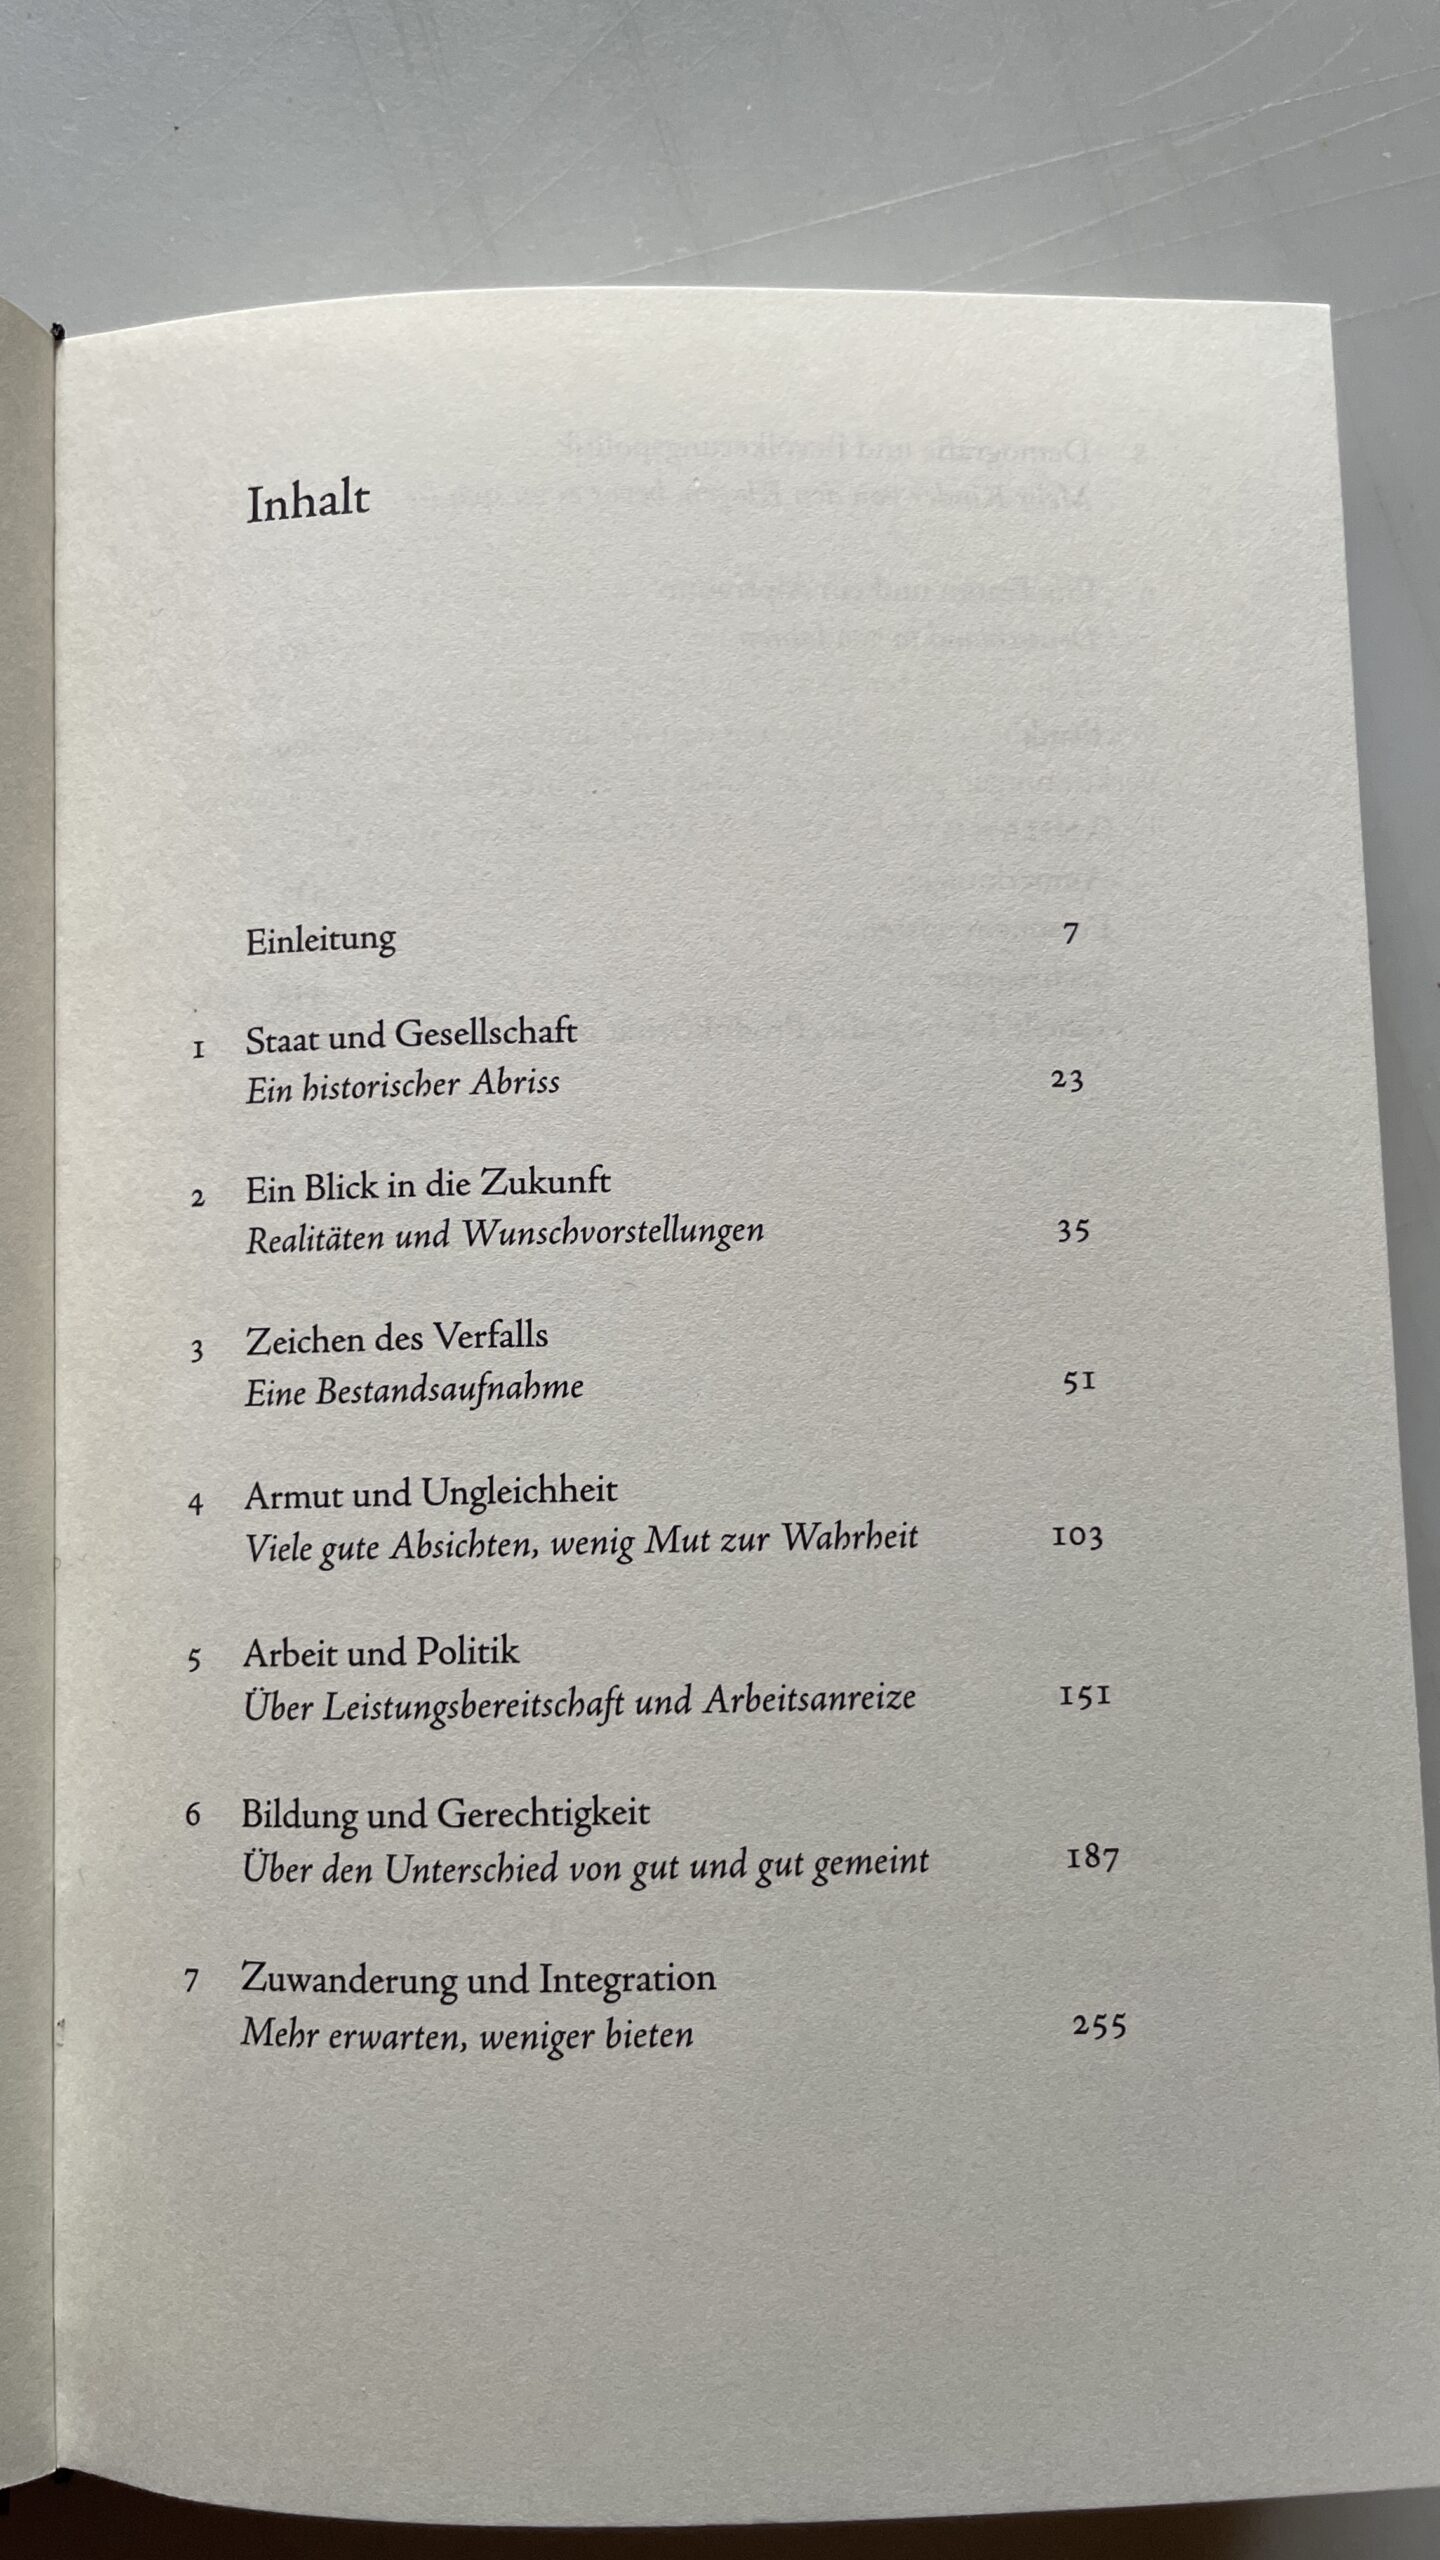 Inhalt
Einleitung 7
1 Staat und Gesellschaft
Ein historischer Abriss 23
2 Ein Blick in die Zukunft
Realitäten und Wunschvorstellungen 35
3 Zeichen des Verfalls
Eine Bestandsaufnahme 51
4 Armut und Ungleichheit
Viele gute Absichten, wenig Mut zur Wahrheit 103
5 Arbeit und Politik
Über Leistungsbereitschaft und Arbeitsanreize 151
6 Bildung und Gerechtigkeit
Über den Unterschied von gut und gut gemeint 187
7 Zuwanderung und Integration
Mehr erwarten, weniger bieten 255